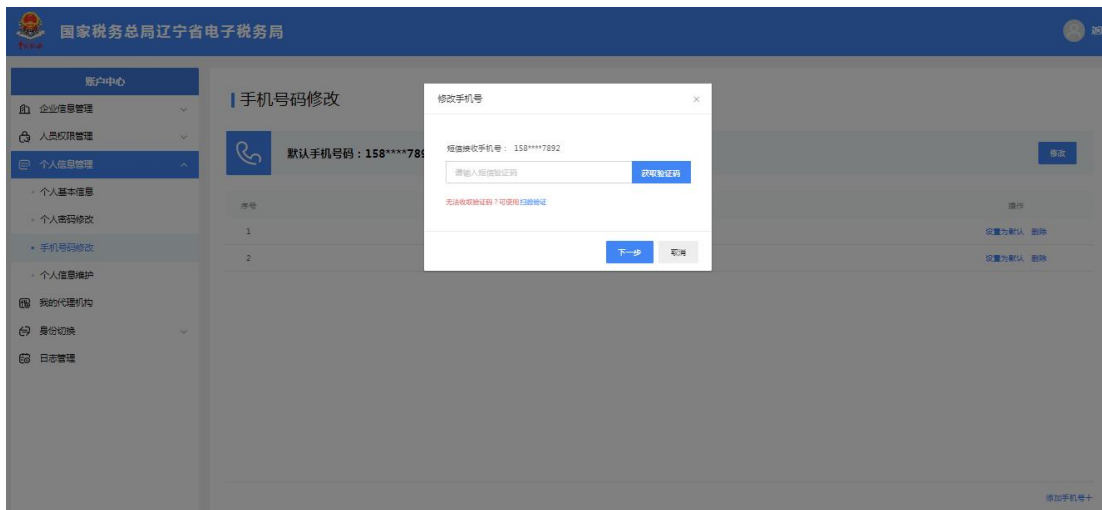 国家税务总局辽宁省电子税务局
账户中心
企业信息管理
人员权限管理
个人信息管理
个人基本信息
个人密码修改
手机号码修改
个人信息维护
我的代理机构
身份切换
日志管理
手机号码修改
默认手机号码：158****789
修改
序号
操作
1
设置为默认 删除
2
设置为默认 删除
添加手机号+
修改手机号
×
短信接收手机号： 158****7892
请输入短信验证码
获取验证码
无法收取验证码？可使用扫脸验证
下一步
取消